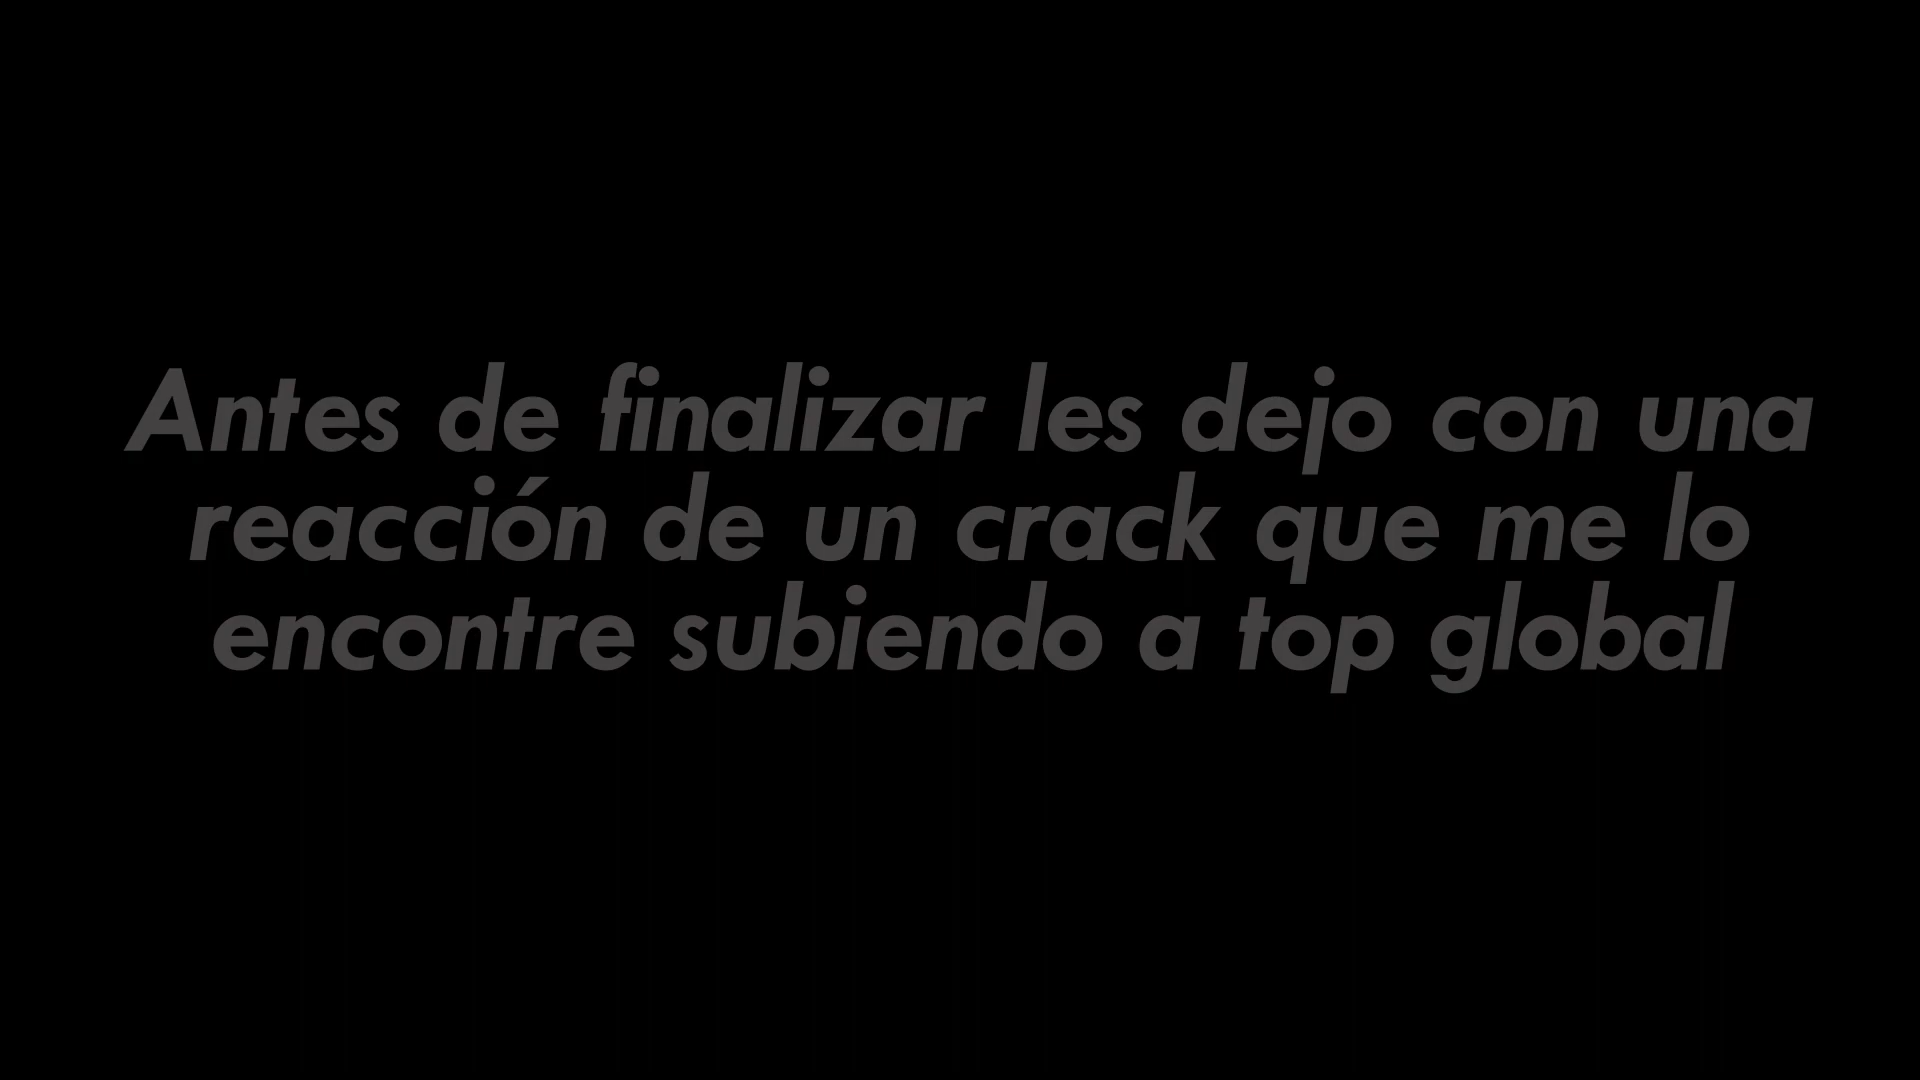 Antes de finalizar les dejo con una
reacción de un crack que me lo
encontre subiendo a top global